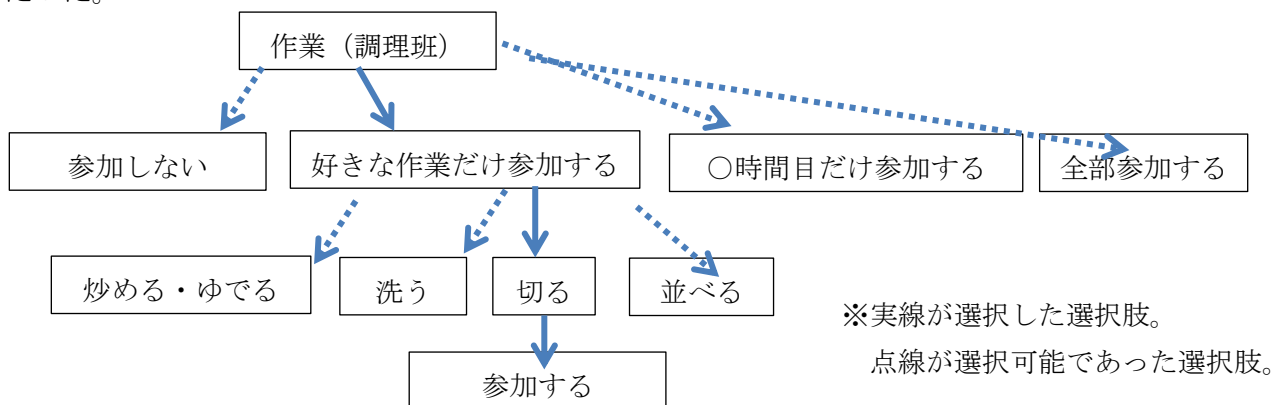 作業（調理班）
参加しない
好きな作業だけ参加する
○時間目だけ参加する
全部参加する
炒める・ゆでる
洗う
切る
並べる
※実線が選択した選択肢。
点線が選択可能であった選択肢。
参加する